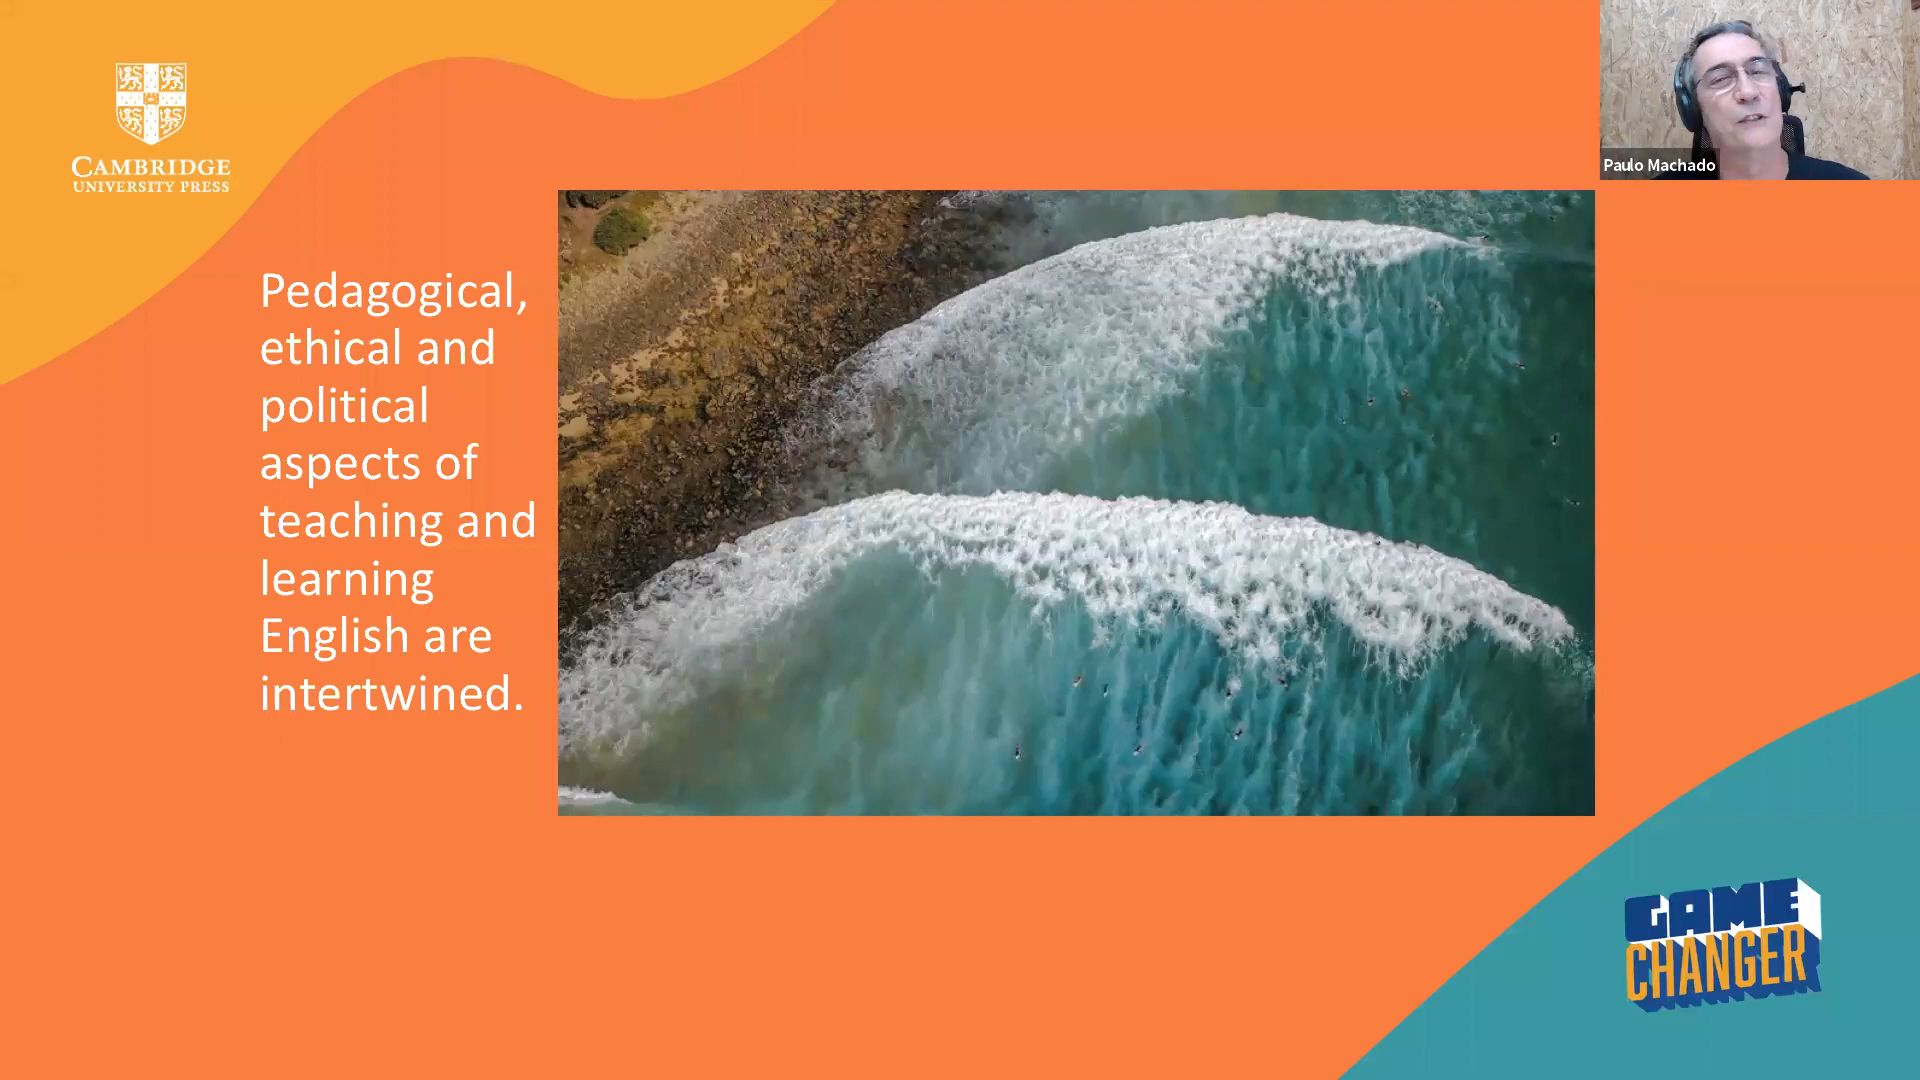 CAMBRIDGE
UNIVERSITY PRESS
Paulo Machado
Pedagogical,
ethical and
political
aspects of
teaching and
learning
English are
intertwined.
GAME
CHANGER